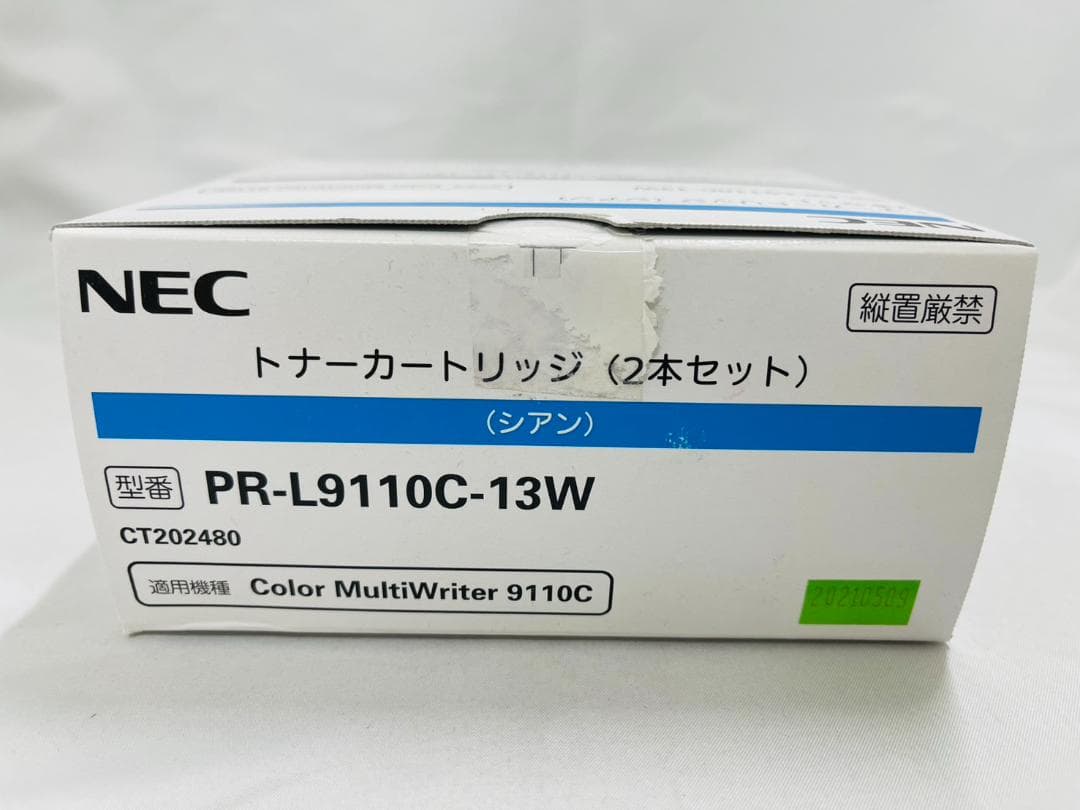 NEC
縦置厳禁
トナーカートリッジ（2本セット）
（シアン）
型番 PR-L9110C-13W
CT202480
適用機種 Color MultiWriter 9110C
20210509